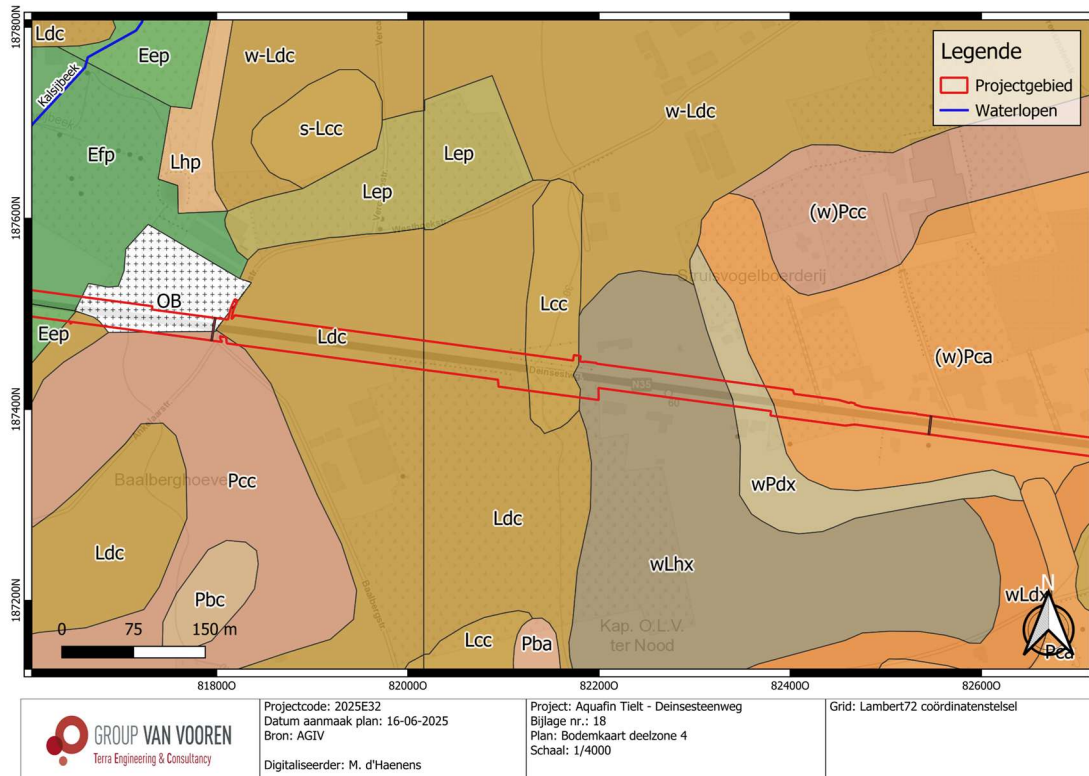 187800N
187600N
187400N
187200N
Ldc
Eep
w-Ldc
Kalsijbeek
s-Lcc
w-Ldc
Legende
Projectgebied
Waterlopen
Efp
Lhp
Lep
Lep
(w)Pcc
Struisvogelboerderij
OB
Lcc
Eep
Ldc
Deinsesteenweg
N35
60
(w)Pca
Baalberghoeve
Pcc
wPdx
Ldc
Ldc
wLhx
Pbc
Baalbergstr
wLdx
N
Lcc
Pba
Kap. O.L.V.
ter Nood
Pca
0 75 150 m
818000 820000 822000 824000 826000
GROUP VAN VOOREN
Terra Engineering & Consultancy
Projectcode: 2025E32
Datum aanmaak plan: 16-06-2025
Bron: AGIV
Digitaliseerder: M. d'Haenens
Project: Aquafin Tielt - Deinsesteenweg
Bijlage nr.: 18
Plan: Bodemkaart deelzone 4
Schaal: 1/4000
Grid: Lambert72 coördinatenstelsel